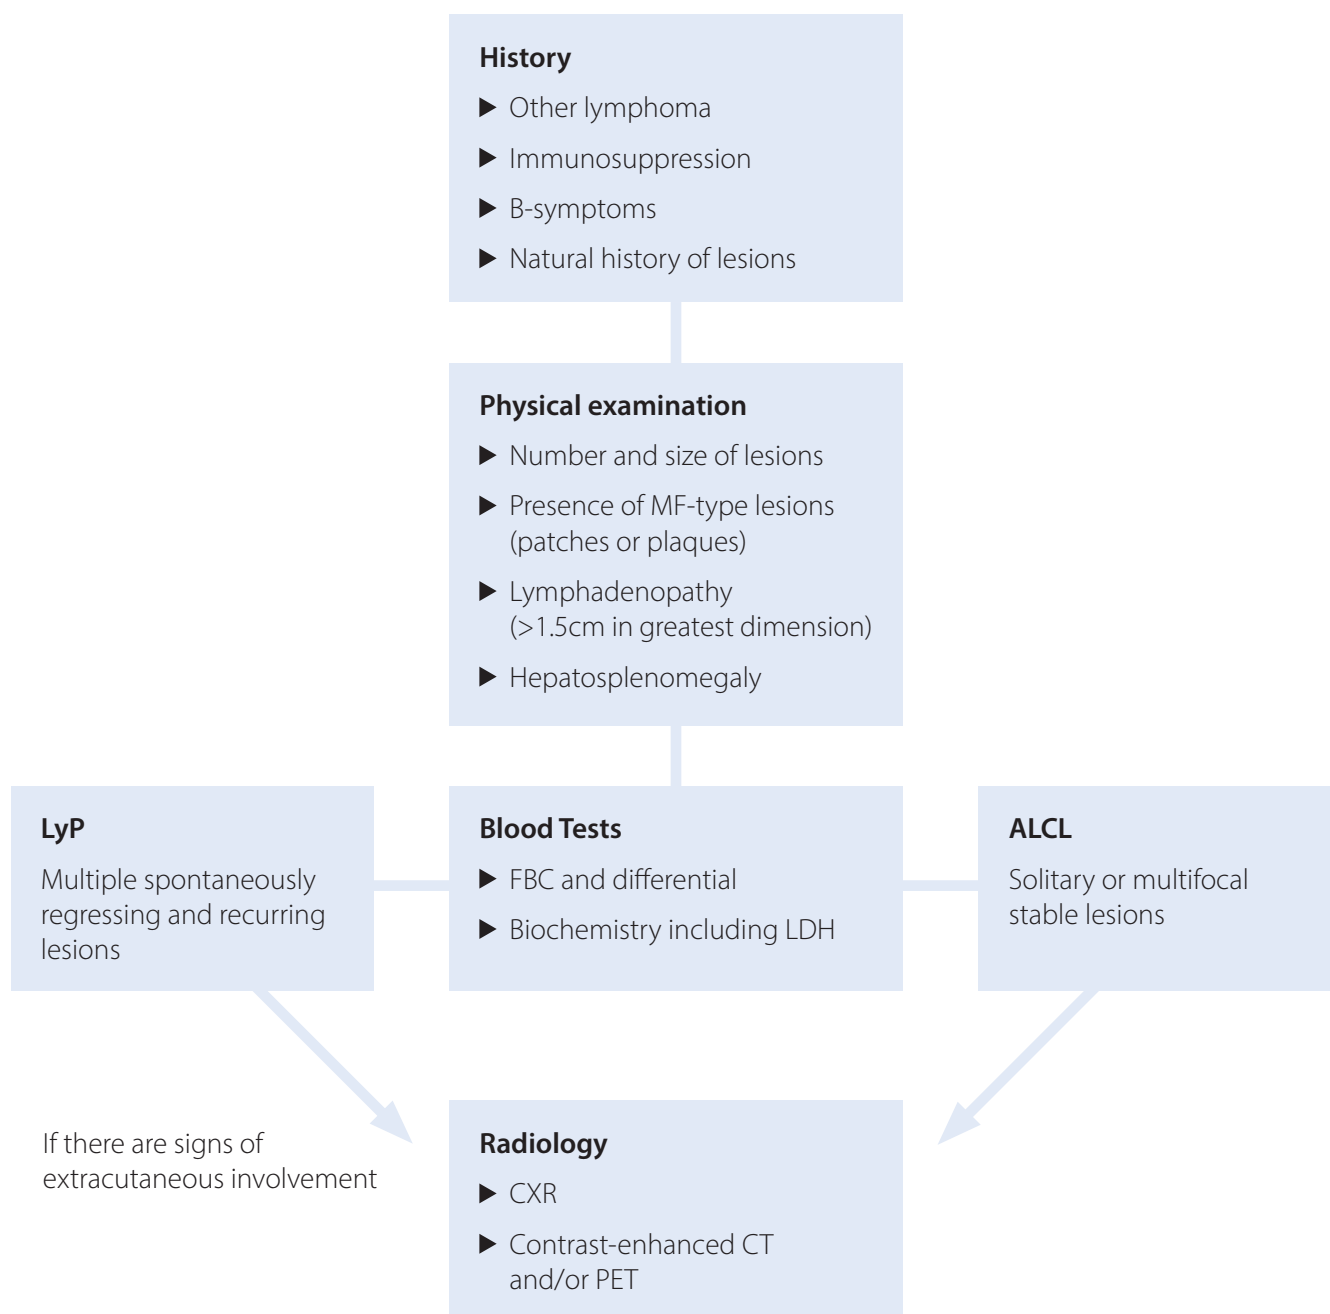 History
▶ Other lymphoma
▶ Immunosuppression
▶ B-symptoms
▶ Natural history of lesions
Physical examination
▶ Number and size of lesions
▶ Presence of MF-type lesions
(patches or plaques)
▶ Lymphadenopathy
(>1.5cm in greatest dimension)
▶ Hepatosplenomegaly
LyP
Multiple spontaneously
regressing and recurring
lesions
Blood Tests
▶ FBC and differential
▶ Biochemistry including LDH
ALCL
Solitary or multifocal
stable lesions
If there are signs of
extracutaneous involvement
Radiology
▶ CXR
▶ Contrast-enhanced CT
and/or PET